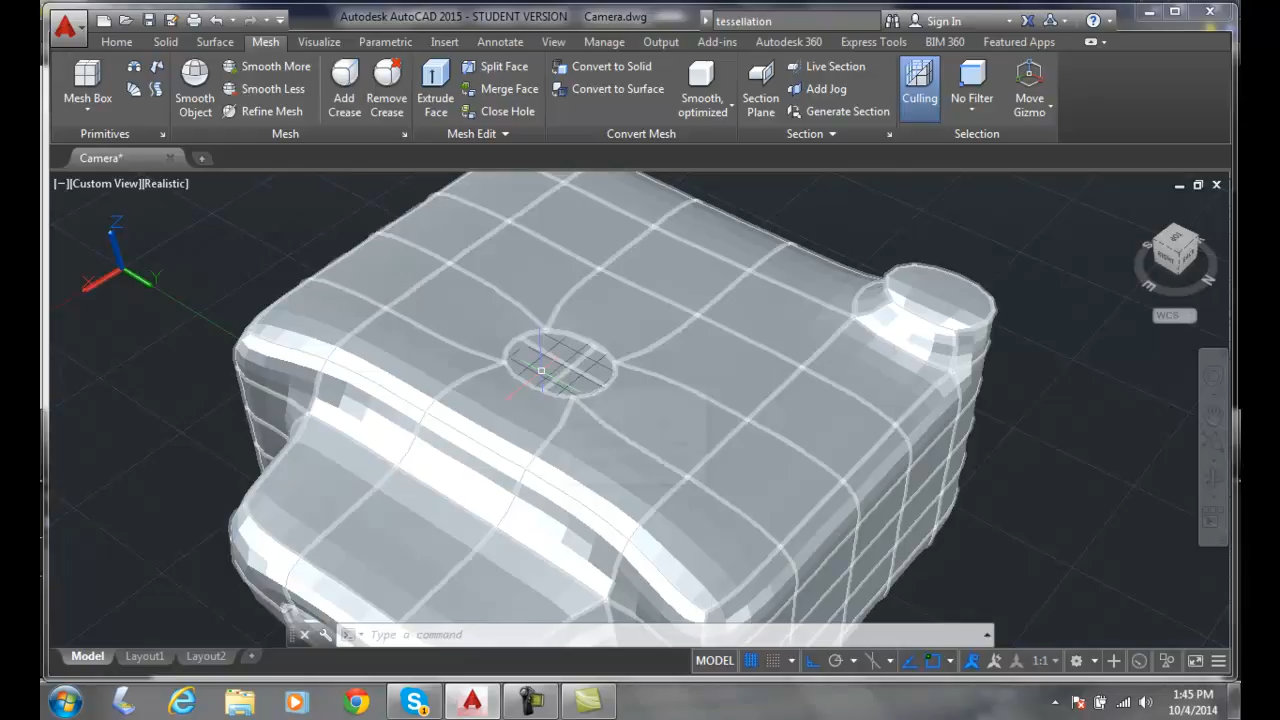 Autodesk AutoCAD 2015 - STUDENT VERSION Camera.dwg tessellation Sign In
Home Solid Surface Mesh Visualize Parametric Insert Annotate View Manage Output Add-ins Autodesk 360 Express Tools BIM 360 Featured Apps
Mesh Box
Smooth Object
Smooth More
Smooth Less
Refine Mesh
Add Crease
Remove Crease
Extrude Face
Split Face
Merge Face
Close Hole
Convert to Solid
Convert to Surface
Smooth, optimized
Section Plane
Live Section
Add Jog
Generate Section
Culling
No Filter
Move Gizmo
Primitives Mesh Mesh Edit Convert Mesh Section Selection
Camera*
[−][Custom View][Realistic]
Z
X
Y
S
TOP
RIGHT
E
N
WCS
Type a command
Model Layout1 Layout2 +
MODEL 1:1
1:45 PM
10/4/2014